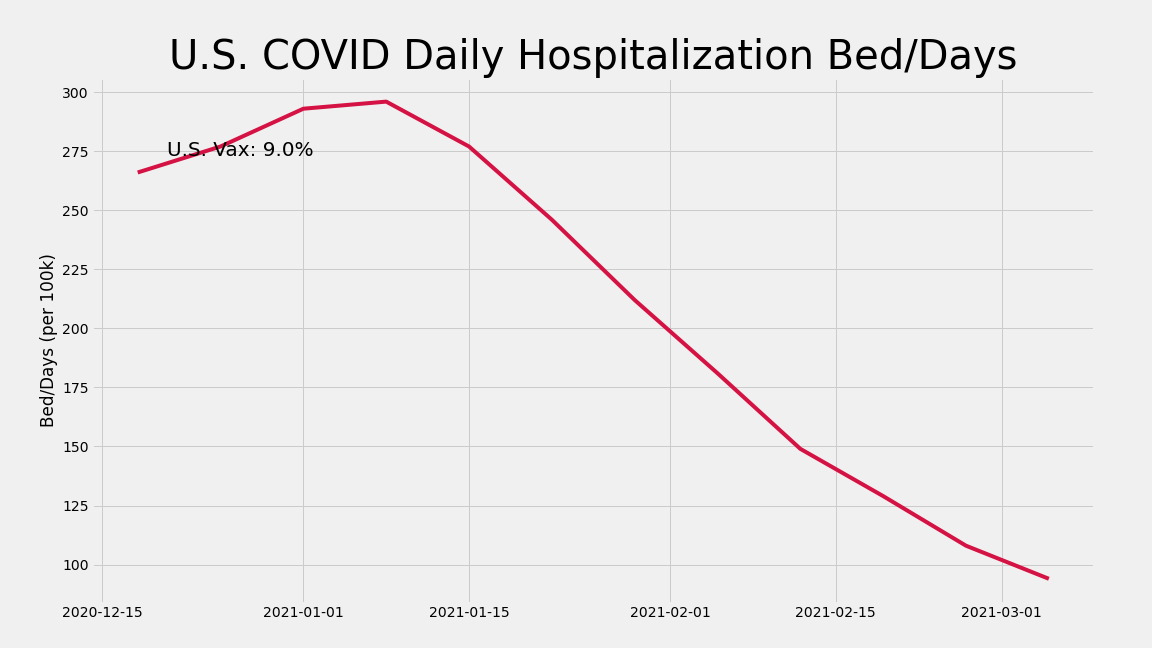 U.S. COVID Daily Hospitalization Bed/Days
300
U.S. Vax: 9.0%
275
250
225
Bed/Days (per 100k)
200
175
150
125
100
2020-12-15 2021-01-01 2021-01-15 2021-02-01 2021-02-15 2021-03-01